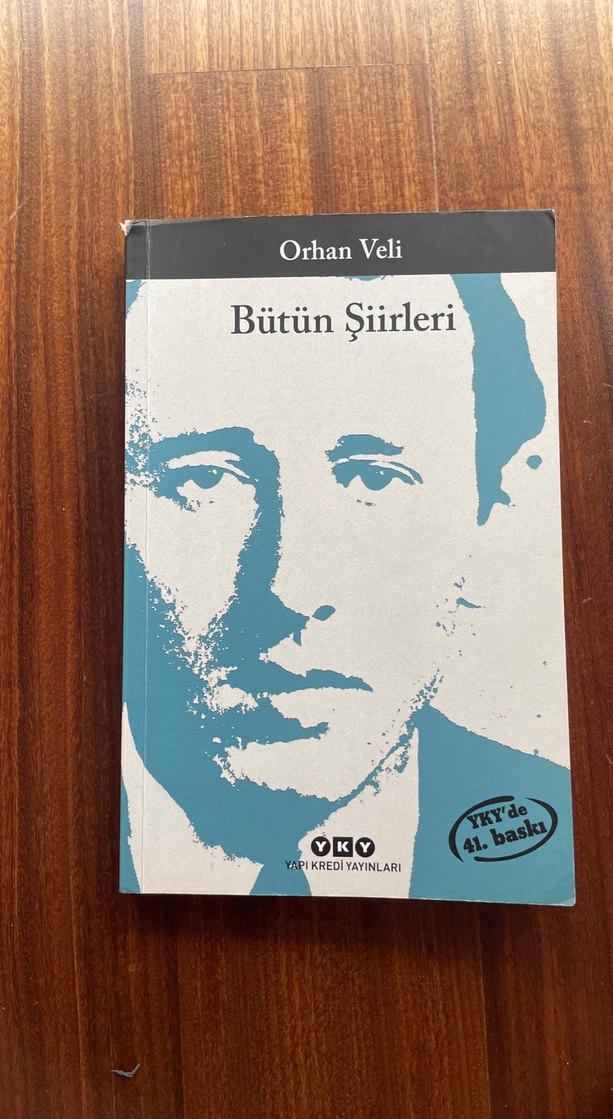 Orhan Veli
Bütün Şiirleri
YKY'de
41. baskı
YKY
YAPI KREDİ YAYINLARI